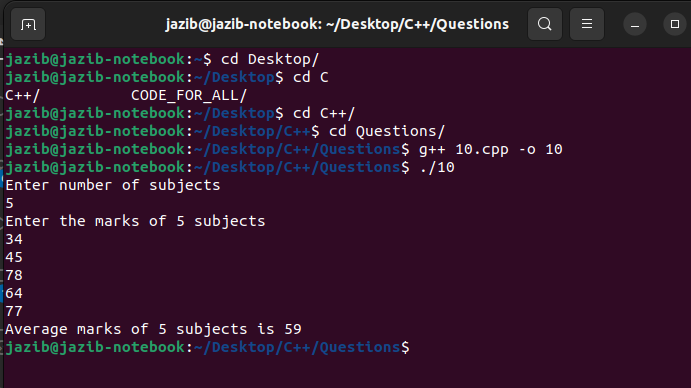 jazib@jazib-notebook: ~/Desktop/C++/Questions
jazib@jazib-notebook:~$ cd Desktop/
jazib@jazib-notebook:~/Desktop$ cd C
C++/          CODE_FOR_ALL/
jazib@jazib-notebook:~/Desktop$ cd C++/
jazib@jazib-notebook:~/Desktop/C++$ cd Questions/
jazib@jazib-notebook:~/Desktop/C++/Questions$ g++ 10.cpp -o 10
jazib@jazib-notebook:~/Desktop/C++/Questions$ ./10
Enter number of subjects
5
Enter the marks of 5 subjects
34
45
78
64
77
Average marks of 5 subjects is 59
jazib@jazib-notebook:~/Desktop/C++/Questions$